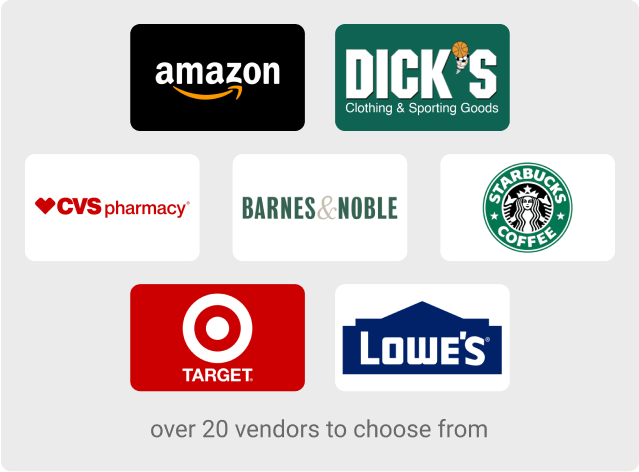 amazon
DICK'S
Clothing & Sporting Goods
CVS pharmacy®
BARNES&NOBLE
STARBUCKS
COFFEE
TARGET
LOWE'S®
over 20 vendors to choose from